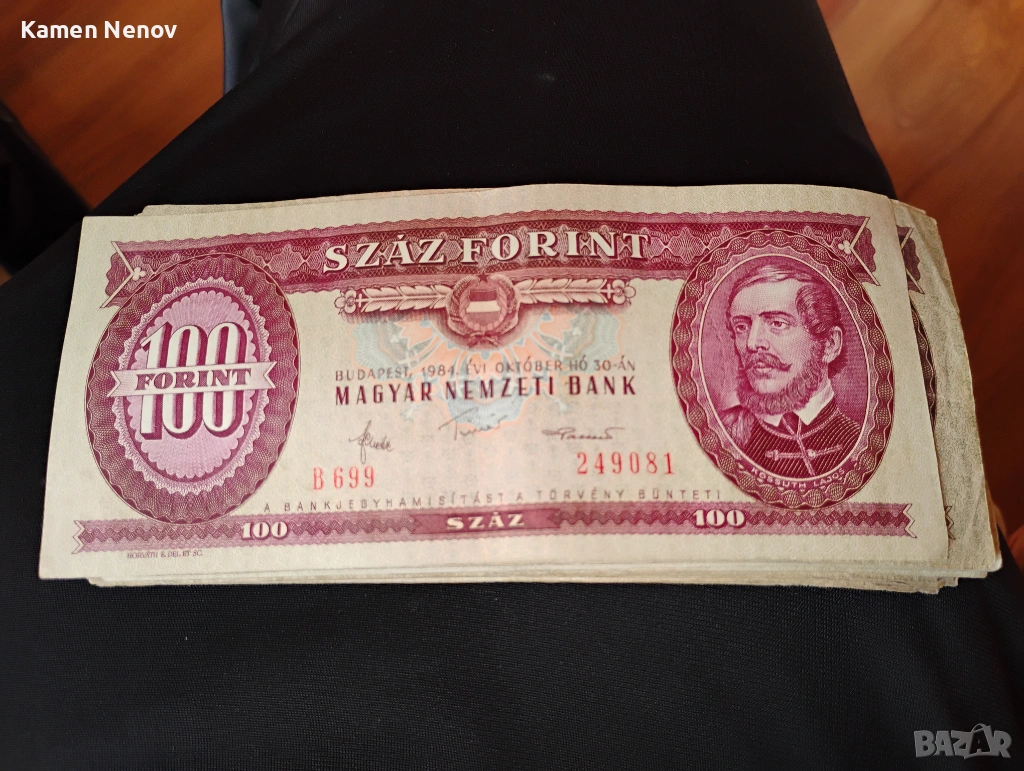 Kamen Nenov
SZÁZ FORINT
100
FORINT
BUDAPEST, 1984. ÉVI OKTÓBER HÓ 30-ÁN
MAGYAR NEMZETI BANK
B 699 249081
KOSSUTH LAJOS
A BANKJEGYHAMISÍTÁST A TÖRVÉNY BÜNTETI
100 SZÁZ 100
HORVÁTH E. DEL. ET SC.
BAZAR